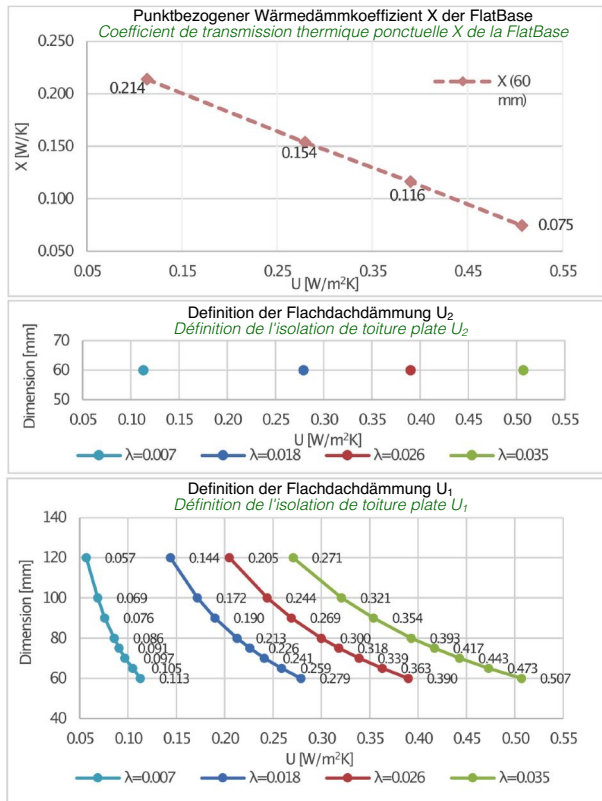 Punktbezogener Wärmedämmkoeffizient X der FlatBase
Coefficient de transmission thermique ponctuelle X de la FlatBase
0.250
0.200
0.150
0.100
0.050
X [W/K]
0.214
0.154
0.116
0.075
X (60
mm)
0.05 0.15 0.25 0.35 0.45 0.55
U [W/m²K]
Definition der Flachdachdämmung U₂
Définition de l'isolation de toiture plate U₂
70
60
50
Dimension [mm]
0.05 0.10 0.15 0.20 0.25 0.30 0.35 0.40 0.45 0.50 0.55
U [W/m²K]
λ=0.007 λ=0.018 λ=0.026 λ=0.035
Definition der Flachdachdämmung U₁
Définition de l'isolation de toiture plate U₁
140
120
100
80
60
40
Dimension [mm]
0.057 0.144 0.205 0.271
0.069 0.172 0.244 0.321
0.076 0.190 0.269 0.354
0.086 0.213 0.300 0.393
0.091 0.226 0.318 0.417
0.097 0.241 0.339 0.443
0.105 0.259 0.363 0.473
0.113 0.279 0.390 0.507
0.05 0.10 0.15 0.20 0.25 0.30 0.35 0.40 0.45 0.50 0.55
U [W/m²K]
λ=0.007 λ=0.018 λ=0.026 λ=0.035